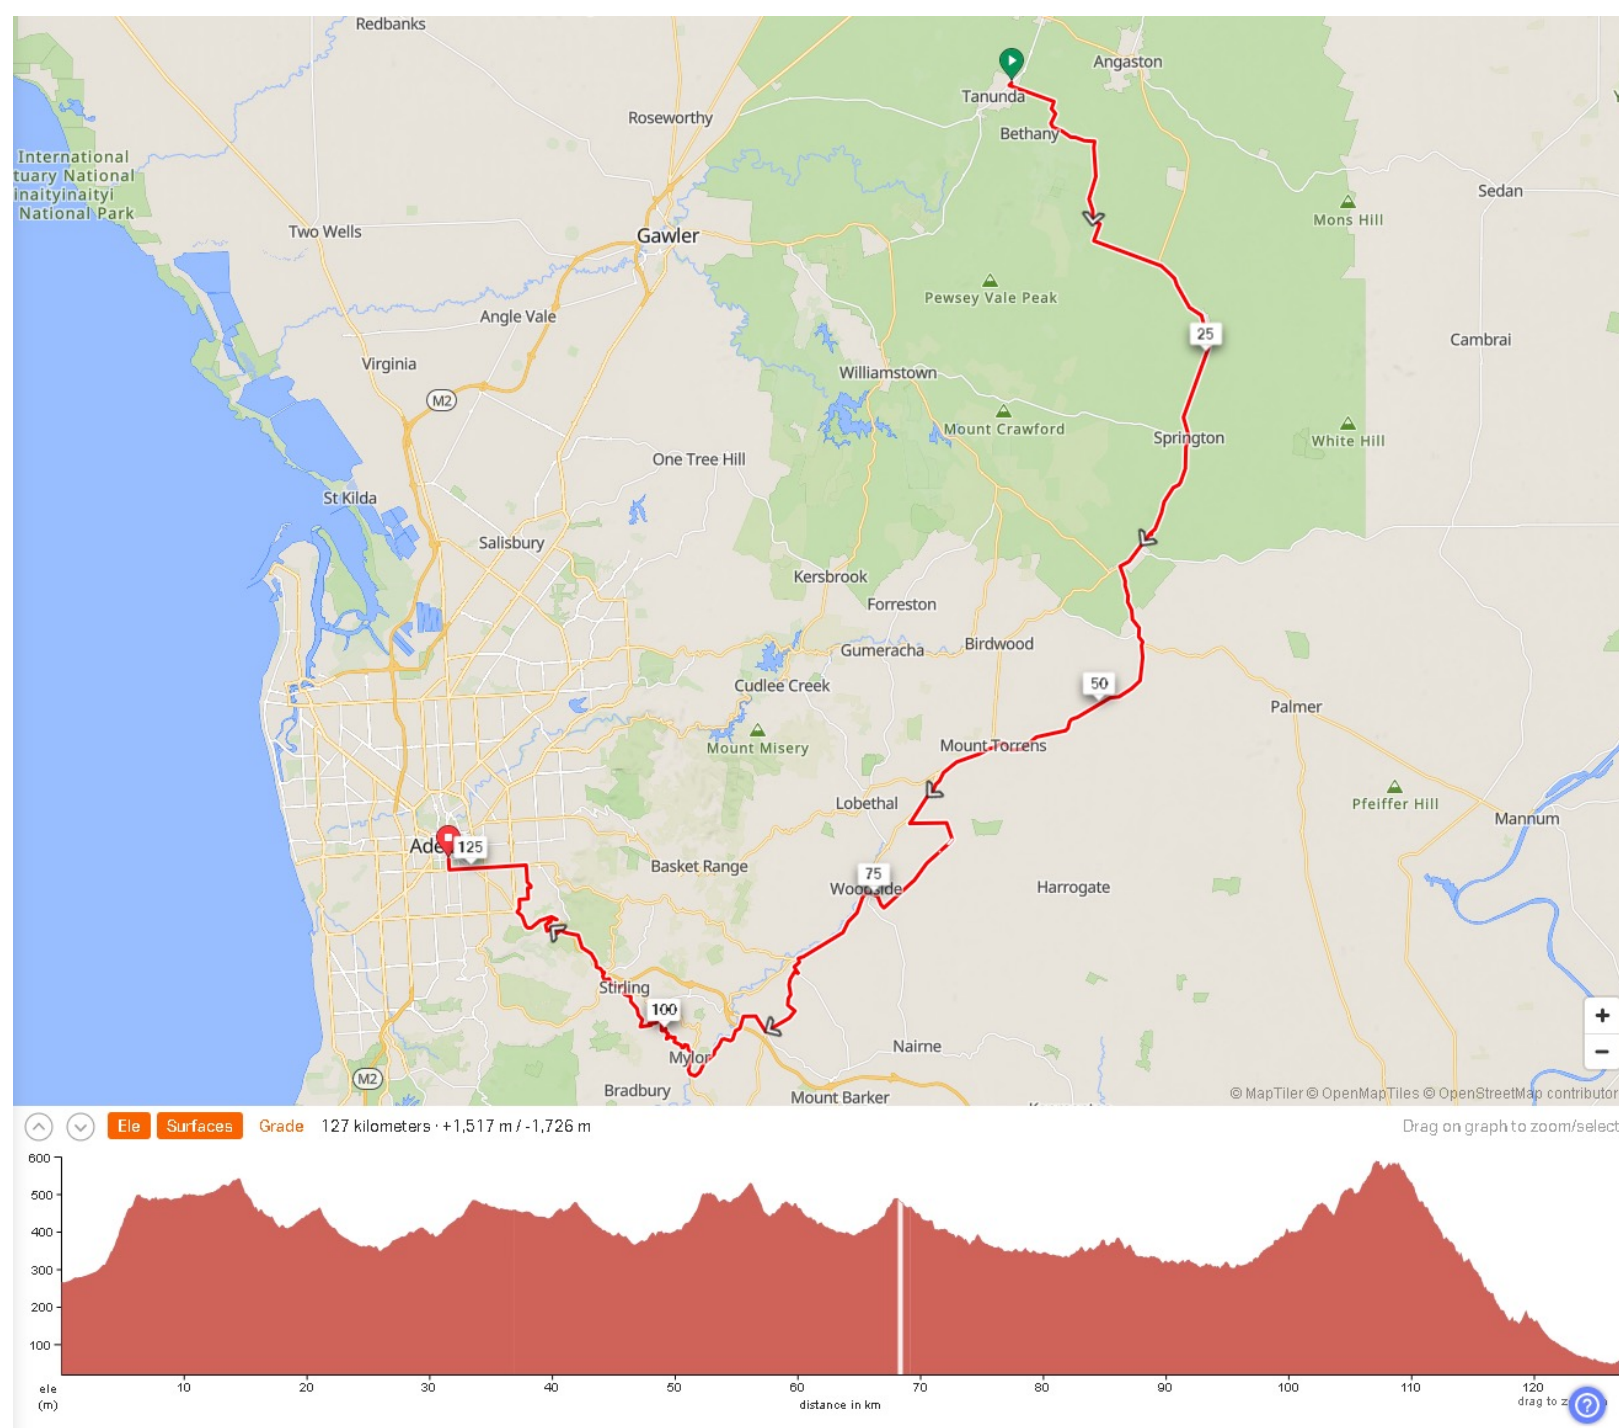 Redbanks
Angaston
Tanunda
Roseworthy
Bethany
International
tuary National
inaityinaityi
National Park
Sedan
Mons Hill
Two Wells
Gawler
Pewsey Vale Peak
Angle Vale
25
Cambrai
Virginia
Williamstown
M2
Mount Crawford
Springton
White Hill
One Tree Hill
St Kilda
Salisbury
Kersbrook
Forreston
Birdwood
Gumeracha
Cudlee Creek
50
Palmer
Mount Torrens
Mount Misery
Lobethal
Pfeiffer Hill
Mannum
Ade
125
Basket Range
75
Woodside
Harrogate
Stirling
100
+
Nairne
Mylor
−
M2
Bradbury
Mount Barker
© MapTiler © OpenMapTiles © OpenStreetMap contributor
Ele
Surfaces
Grade
127 kilometers · +1,517 m / -1,726 m
Drag on graph to zoom/select
600
500
400
300
200
100
ele
(m)
10 20 30 40 50 60 70 80 90 100 110 120
distance in km
drag to z
?